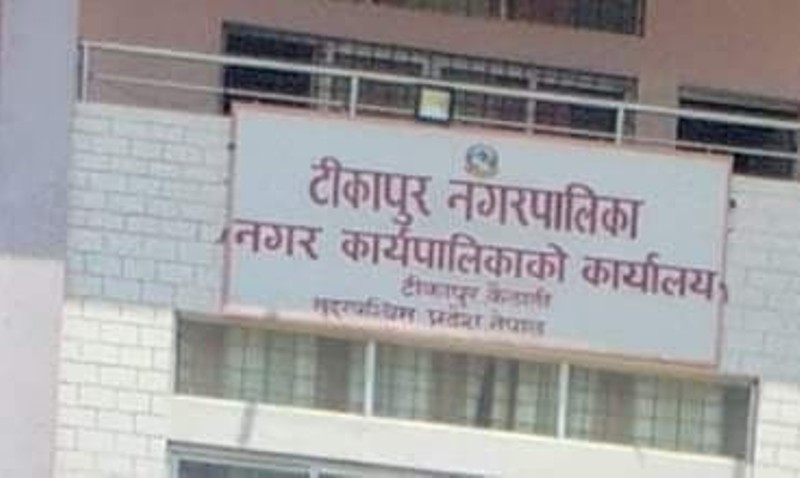 टीकापुर नगरपालिका
नगर कार्यपालिकाको कार्यालय
टीकापुर कैलाली
सुदूरपश्चिम प्रदेश नेपाल